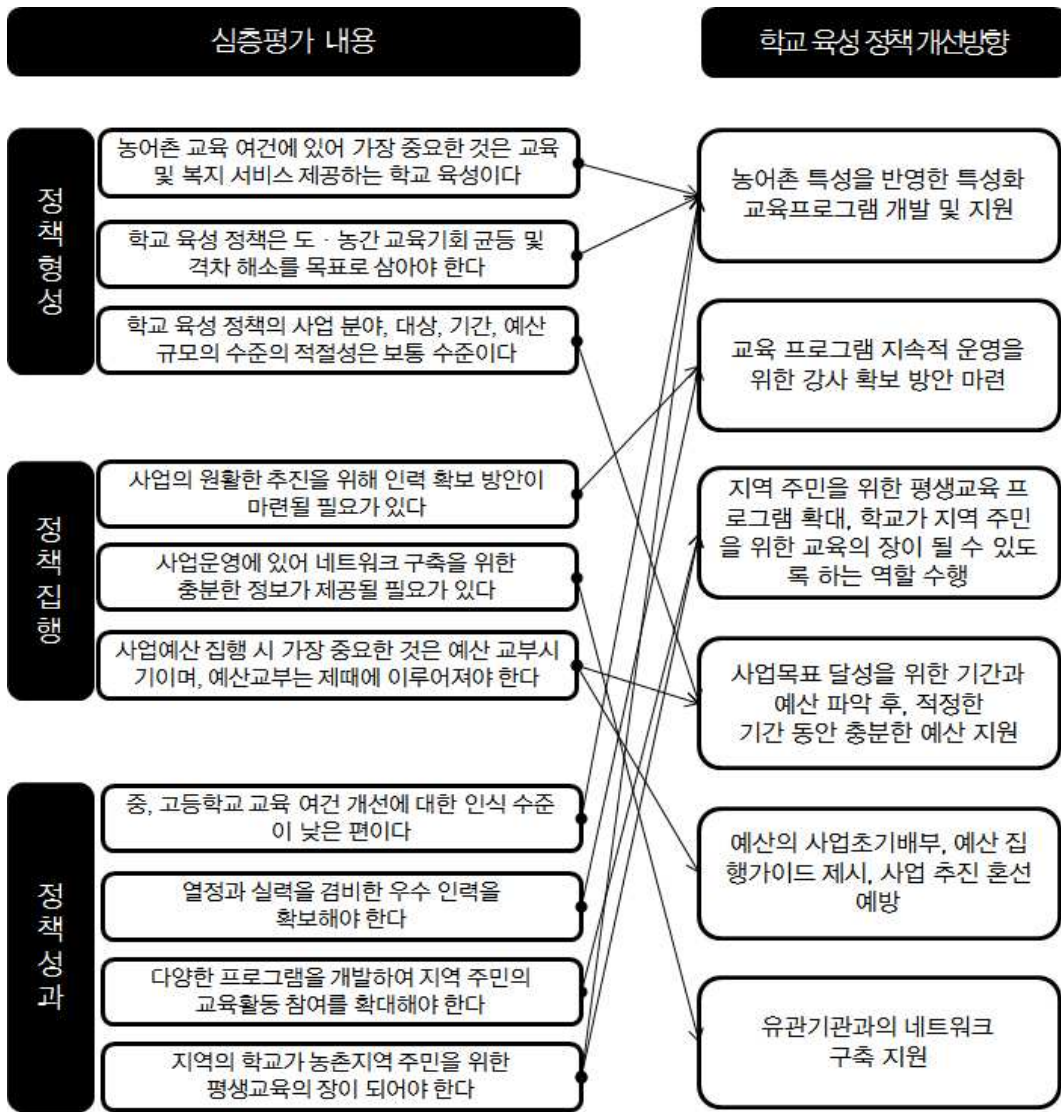 심층평가 내용
학교 육성 정책 개선방향
정책형성
농어촌 교육 여건에 있어 가장 중요한 것은 교육
및 복지 서비스 제공하는 학교 육성이다
학교 육성 정책은 도 · 농간 교육기회 균등 및
격차 해소를 목표로 삼아야 한다
학교 육성 정책의 사업 분야, 대상, 기간, 예산
규모의 수준의 적절성은 보통 수준이다
정책집행
사업의 원활한 추진을 위해 인력 확보 방안이
마련될 필요가 있다
사업운영에 있어 네트워크 구축을 위한
충분한 정보가 제공될 필요가 있다
사업예산 집행 시 가장 중요한 것은 예산 교부시
기이며, 예산교부는 제때에 이루어져야 한다
정책성과
중, 고등학교 교육 여건 개선에 대한 인식 수준
이 낮은 편이다
열정과 실력을 겸비한 우수 인력을
확보해야 한다
다양한 프로그램을 개발하여 지역 주민의
교육활동 참여를 확대해야 한다
지역의 학교가 농촌지역 주민을 위한
평생교육의 장이 되어야 한다
농어촌 특성을 반영한 특성화
교육프로그램 개발 및 지원
교육 프로그램 지속적 운영을
위한 강사 확보 방안 마련
지역 주민을 위한 평생교육 프
로그램 확대, 학교가 지역 주민
을 위한 교육의 장이 될 수 있도
록 하는 역할 수행
사업목표 달성을 위한 기간과
예산 파악 후, 적정한
기간 동안 충분한 예산 지원
예산의 사업초기배부, 예산 집
행가이드 제시, 사업 추진 혼선
예방
유관기관과의 네트워크
구축 지원